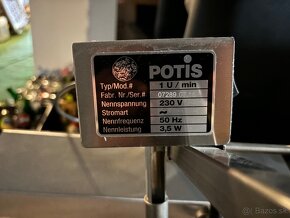 POTIS
Typ/Mod.# 1 U / min
Fabr. Nr./Ser.# 07289
Nennspannung 230 V
Stromart ~
Nennfrequenz 50 Hz
Nennleistung 3,5 W
Bazos.sk